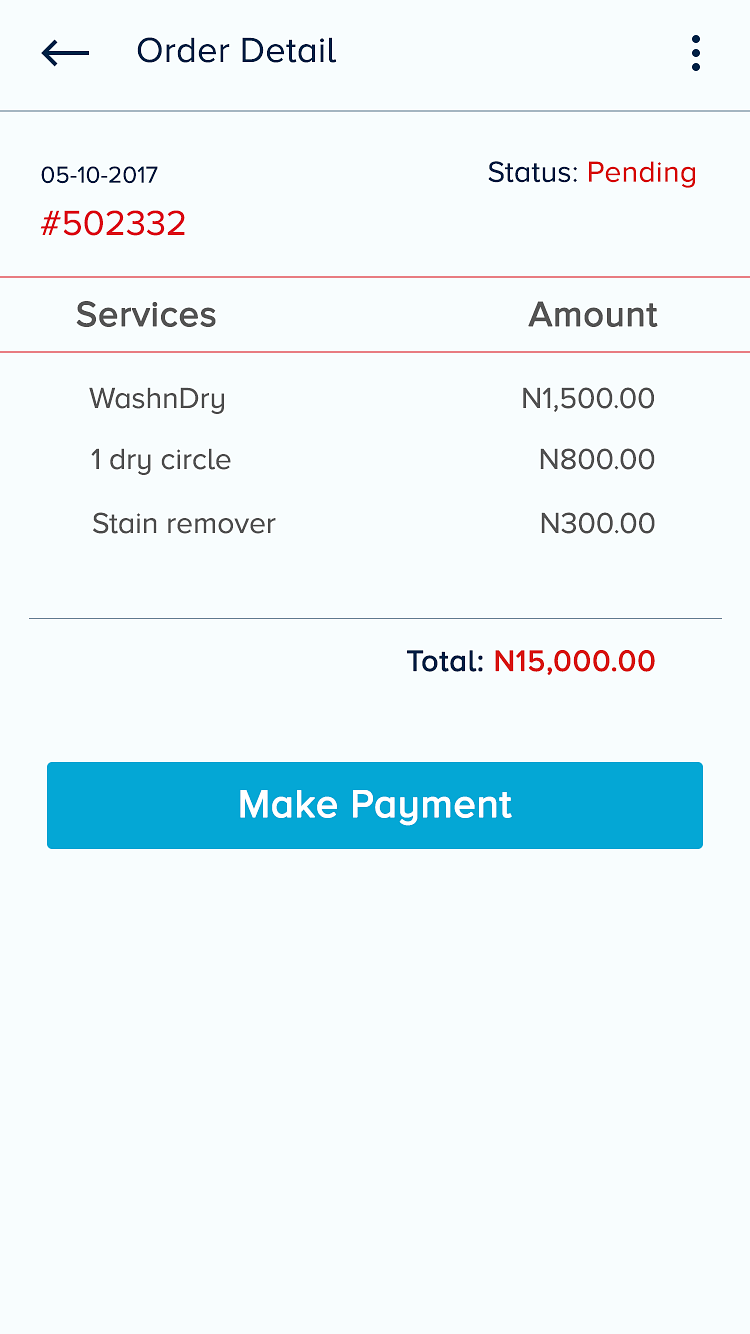 Order Detail
05-10-2017
Status: Pending
#502332
Services Amount
WashnDry N1,500.00
1 dry circle N800.00
Stain remover N300.00
Total: N15,000.00
Make Payment